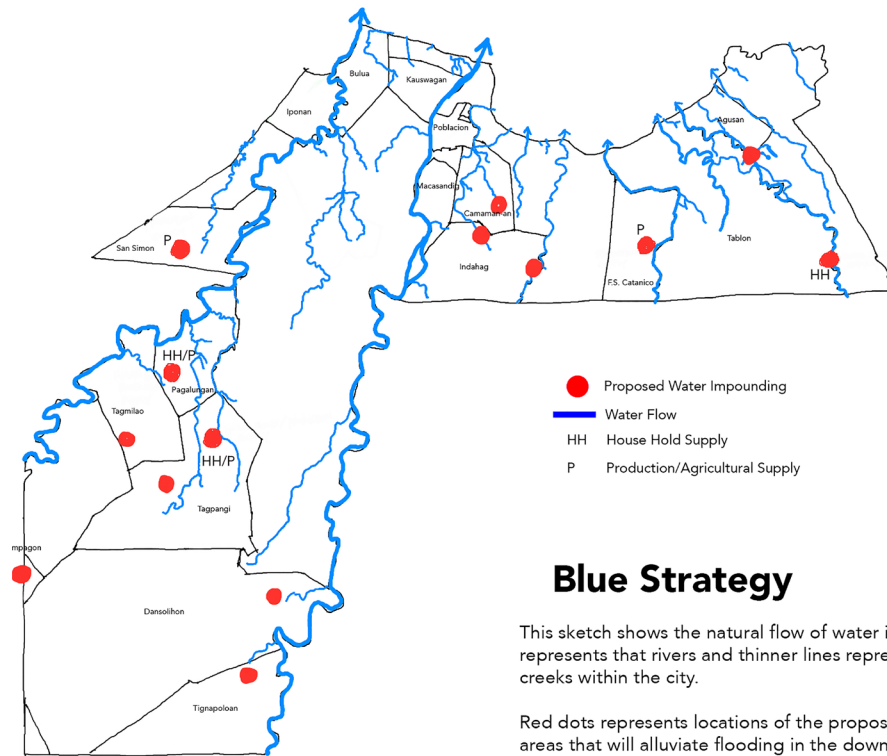 Bulua
Kauswagan
Iponan
Poblacion
Agusan
Macasandig
Camaman-an
P
San Simon
P
Tablon
Indahag
HH
F.S. Catanico
HH/P
Pagalungan
Tagmilao
HH/P
Tagpangi
mpagon
Dansolihon
Tignapoloan
Proposed Water Impounding
Water Flow
HH House Hold Supply
P Production/Agricultural Supply
Blue Strategy
This sketch shows the natural flow of water i
represents that rivers and thinner lines repre
creeks within the city.
Red dots represents locations of the propos
areas that will alluviate flooding in the down